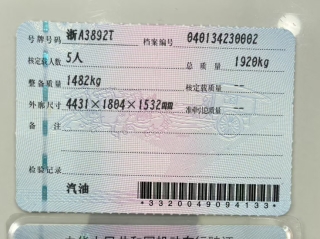 号牌号码 浙A3892T 档案编号 040134230002
核定载人数 5人 总质量 1920kg
整备质量 1482kg 核定载质量 --
外廓尺寸 4431×1804×1532mm 准牵引总质量 --
备注
检验记录
汽油
*3320049094133*